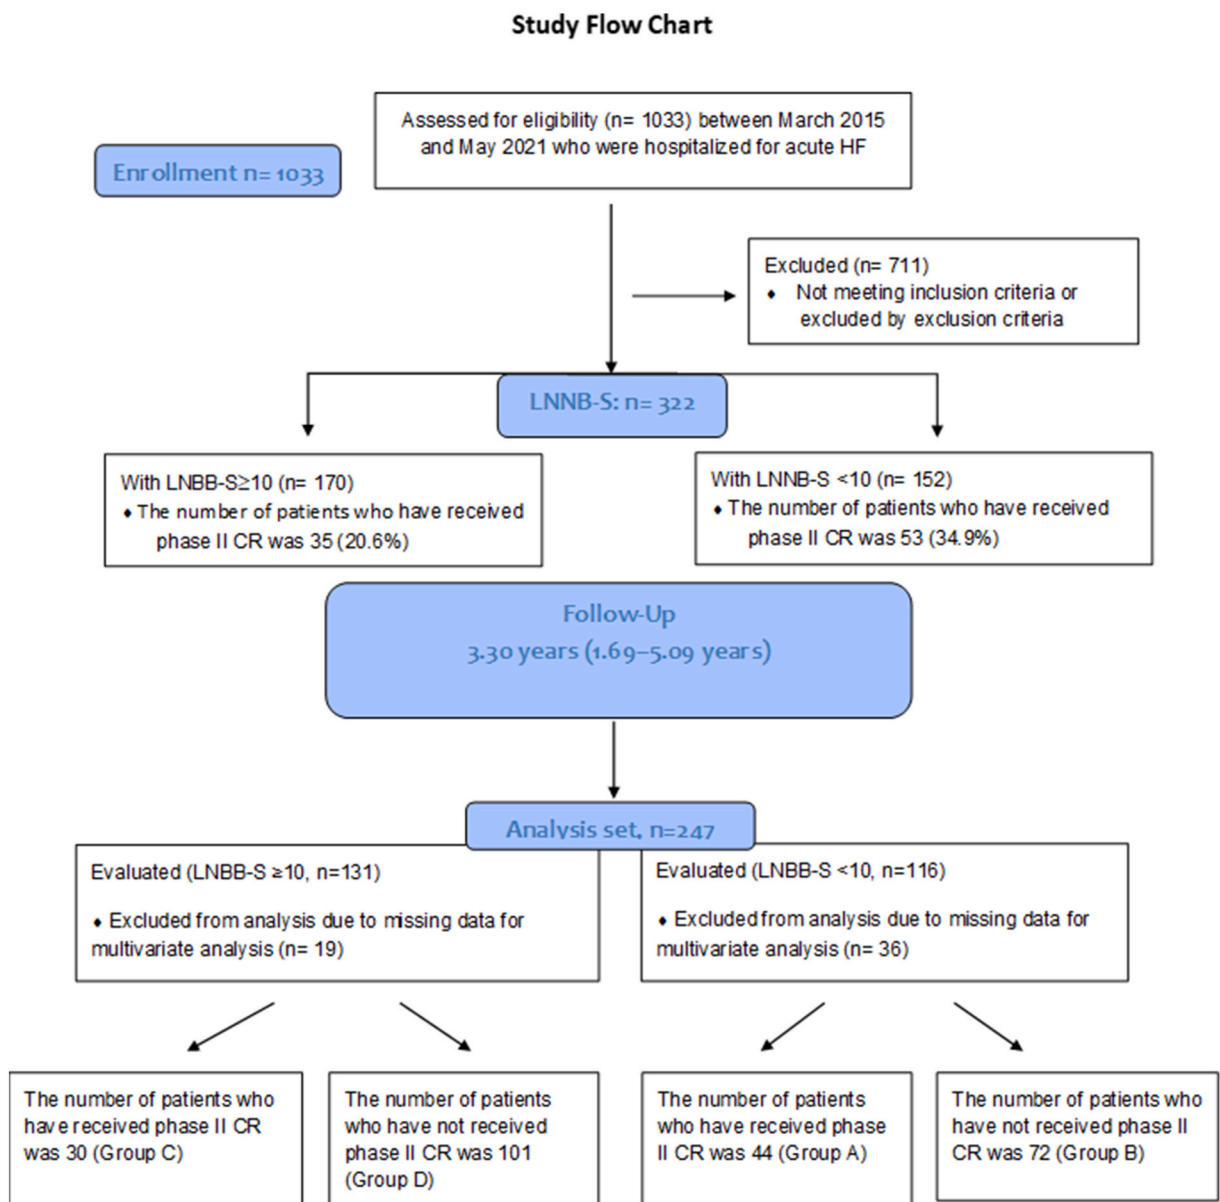 Study Flow Chart
Assessed for eligibility (n= 1033) between March 2015
and May 2021 who were hospitalized for acute HF
Enrollment n= 1033
Excluded (n= 711)
♦ Not meeting inclusion criteria or
excluded by exclusion criteria
LNNB-S: n= 322
With LNBB-S≥10 (n= 170)
♦ The number of patients who have received
phase II CR was 35 (20.6%)
With LNNB-S <10 (n= 152)
♦ The number of patients who have received
phase II CR was 53 (34.9%)
Follow-Up
3.30 years (1.69–5.09 years)
Analysis set, n=247
Evaluated (LNBB-S ≥10, n=131)
♦ Excluded from analysis due to missing data for
multivariate analysis (n= 19)
Evaluated (LNBB-S <10, n=116)
♦ Excluded from analysis due to missing data for
multivariate analysis (n= 36)
The number of patients who
have received phase II CR
was 30 (Group C)
The number of patients
who have not received
phase II CR was 101
(Group D)
The number of patients
who have received phase
II CR was 44 (Group A)
The number of patients who
have not received phase II
CR was 72 (Group B)